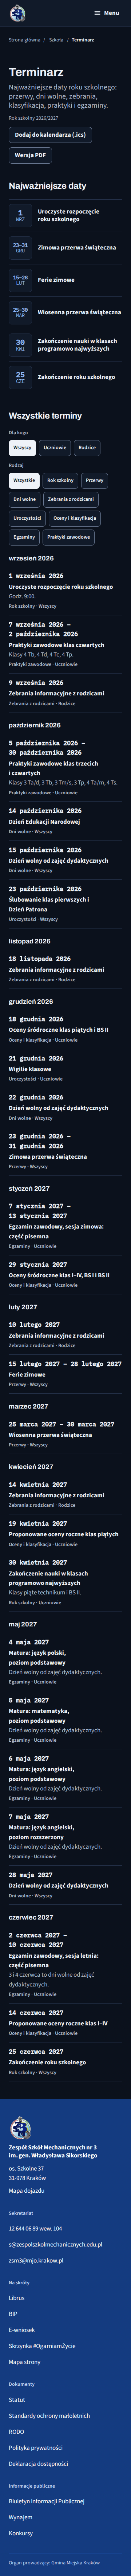 Menu
Strona główna / Szkoła / Terminarz
Terminarz
Najważniejsze daty roku szkolnego:
przerwy, dni wolne, zebrania,
klasyfikacja, praktyki i egzaminy.
Rok szkolny 2026/2027
Dodaj do kalendarza (.ics)
Wersja PDF
Najważniejsze daty
1 WRZ
Uroczyste rozpoczęcie
roku szkolnego
23–31 GRU
Zimowa przerwa świąteczna
15–28 LUT
Ferie zimowe
25–30 MAR
Wiosenna przerwa świąteczna
30 KWI
Zakończenie nauki w klasach
programowo najwyższych
25 CZE
Zakończenie roku szkolnego
Wszystkie terminy
Dla kogo
Wszyscy Uczniowie Rodzice
Rodzaj
Wszystkie Rok szkolny Przerwy
Dni wolne Zebrania z rodzicami
Uroczystości Oceny i klasyfikacja
Egzaminy Praktyki zawodowe
wrzesień 2026
1 września 2026
Uroczyste rozpoczęcie roku szkolnego
Godz. 9:00.
Rok szkolny · Wszyscy
7 września 2026 –
2 października 2026
Praktyki zawodowe klas czwartych
Klasy 4 Tb, 4 Td, 4 Tc, 4 Tp.
Praktyki zawodowe · Uczniowie
9 września 2026
Zebrania informacyjne z rodzicami
Zebrania z rodzicami · Rodzice
październik 2026
5 października 2026 –
30 października 2026
Praktyki zawodowe klas trzecich
i czwartych
Klasy 3 Ta/d, 3 Tb, 3 Tm/s, 3 Tp, 4 Ta/m, 4 Ts.
Praktyki zawodowe · Uczniowie
14 października 2026
Dzień Edukacji Narodowej
Dni wolne · Wszyscy
15 października 2026
Dzień wolny od zajęć dydaktycznych
Dni wolne · Wszyscy
23 października 2026
Ślubowanie klas pierwszych i
Dzień Patrona
Uroczystości · Wszyscy
listopad 2026
18 listopada 2026
Zebrania informacyjne z rodzicami
Zebrania z rodzicami · Rodzice
grudzień 2026
18 grudnia 2026
Oceny śródroczne klas piątych i BS II
Oceny i klasyfikacja · Uczniowie
21 grudnia 2026
Wigilie klasowe
Uroczystości · Uczniowie
22 grudnia 2026
Dzień wolny od zajęć dydaktycznych
Dni wolne · Wszyscy
23 grudnia 2026 –
31 grudnia 2026
Zimowa przerwa świąteczna
Przerwy · Wszyscy
styczeń 2027
7 stycznia 2027 –
13 stycznia 2027
Egzamin zawodowy, sesja zimowa:
część pisemna
Egzaminy · Uczniowie
29 stycznia 2027
Oceny śródroczne klas I–IV, BS I i BS II
Oceny i klasyfikacja · Uczniowie
luty 2027
10 lutego 2027
Zebrania informacyjne z rodzicami
Zebrania z rodzicami · Rodzice
15 lutego 2027 – 28 lutego 2027
Ferie zimowe
Przerwy · Wszyscy
marzec 2027
25 marca 2027 – 30 marca 2027
Wiosenna przerwa świąteczna
Przerwy · Wszyscy
kwiecień 2027
14 kwietnia 2027
Zebrania informacyjne z rodzicami
Zebrania z rodzicami · Rodzice
19 kwietnia 2027
Proponowane oceny roczne klas piątych
Oceny i klasyfikacja · Uczniowie
30 kwietnia 2027
Zakończenie nauki w klasach
programowo najwyższych
Klasy piąte technikum i BS II.
Rok szkolny · Uczniowie
maj 2027
4 maja 2027
Matura: język polski,
poziom podstawowy
Dzień wolny od zajęć dydaktycznych.
Egzaminy · Uczniowie
5 maja 2027
Matura: matematyka,
poziom podstawowy
Dzień wolny od zajęć dydaktycznych.
Egzaminy · Uczniowie
6 maja 2027
Matura: język angielski,
poziom podstawowy
Dzień wolny od zajęć dydaktycznych.
Egzaminy · Uczniowie
7 maja 2027
Matura: język angielski,
poziom rozszerzony
Dzień wolny od zajęć dydaktycznych.
Egzaminy · Uczniowie
28 maja 2027
Dzień wolny od zajęć dydaktycznych
Dni wolne · Wszyscy
czerwiec 2027
2 czerwca 2027 –
10 czerwca 2027
Egzamin zawodowy, sesja letnia:
część pisemna
3 i 4 czerwca to dni wolne od zajęć
dydaktycznych.
Egzaminy · Uczniowie
14 czerwca 2027
Proponowane oceny roczne klas I–IV
Oceny i klasyfikacja · Uczniowie
25 czerwca 2027
Zakończenie roku szkolnego
Rok szkolny · Wszyscy
Zespół Szkół Mechanicznych nr 3
im. gen. Władysława Sikorskiego
os. Szkolne 37
31-978 Kraków
Mapa dojazdu
Sekretariat
12 644 06 89 wew. 104
s@zespolszkolmechanicznych.edu.pl
zsm3@mjo.krakow.pl
Na skróty
Librus
BIP
E-wniosek
Skrzynka #OgarniamŻycie
Mapa strony
Dokumenty
Statut
Standardy ochrony małoletnich
RODO
Polityka prywatności
Deklaracja dostępności
Informacje publiczne
Biuletyn Informacji Publicznej
Wynajem
Konkursy
Organ prowadzący: Gmina Miejska Kraków